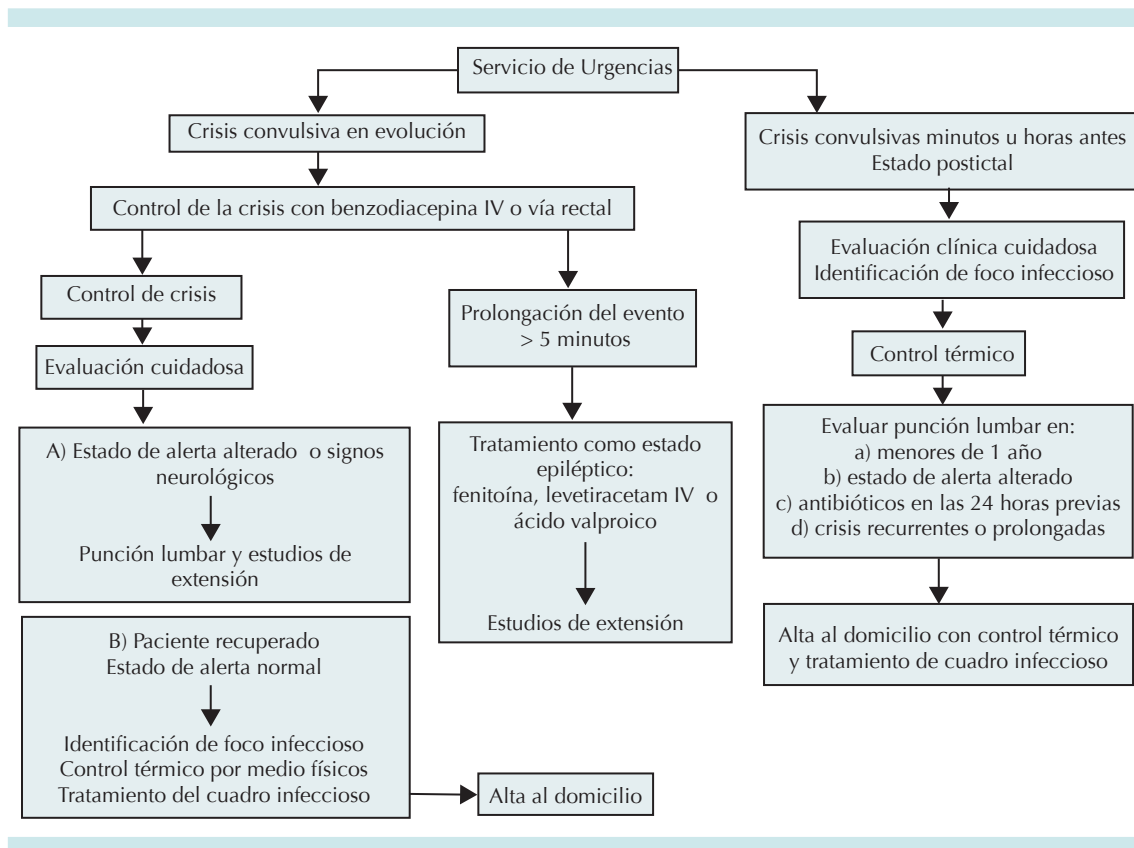 Servicio de Urgencias
Crisis convulsiva en evolución
Control de la crisis con benzodiacepina IV o vía rectal
Control de crisis
Evaluación cuidadosa
A) Estado de alerta alterado o signos
neurológicos
Punción lumbar y estudios de
extensión
B) Paciente recuperado
Estado de alerta normal
Identificación de foco infeccioso
Control térmico por medio físicos
Tratamiento del cuadro infeccioso
Alta al domicilio
Prolongación del evento
> 5 minutos
Tratamiento como estado
epiléptico:
fenitoína, levetiracetam IV o
ácido valproico
Estudios de extensión
Crisis convulsivas minutos u horas antes
Estado postictal
Evaluación clínica cuidadosa
Identificación de foco infeccioso
Control térmico
Evaluar punción lumbar en:
a) menores de 1 año
b) estado de alerta alterado
c) antibióticos en las 24 horas previas
d) crisis recurrentes o prolongadas
Alta al domicilio con control térmico
y tratamiento de cuadro infeccioso